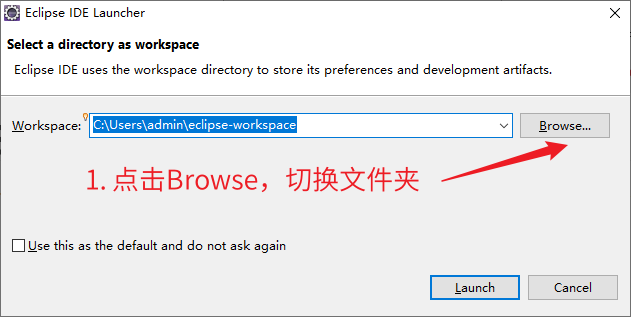 Eclipse IDE Launcher
Select a directory as workspace
Eclipse IDE uses the workspace directory to store its preferences and development artifacts.
Workspace: C:\Users\admin\eclipse-workspace Browse...
1. 点击Browse，切换文件夹
Use this as the default and do not ask again
Launch Cancel